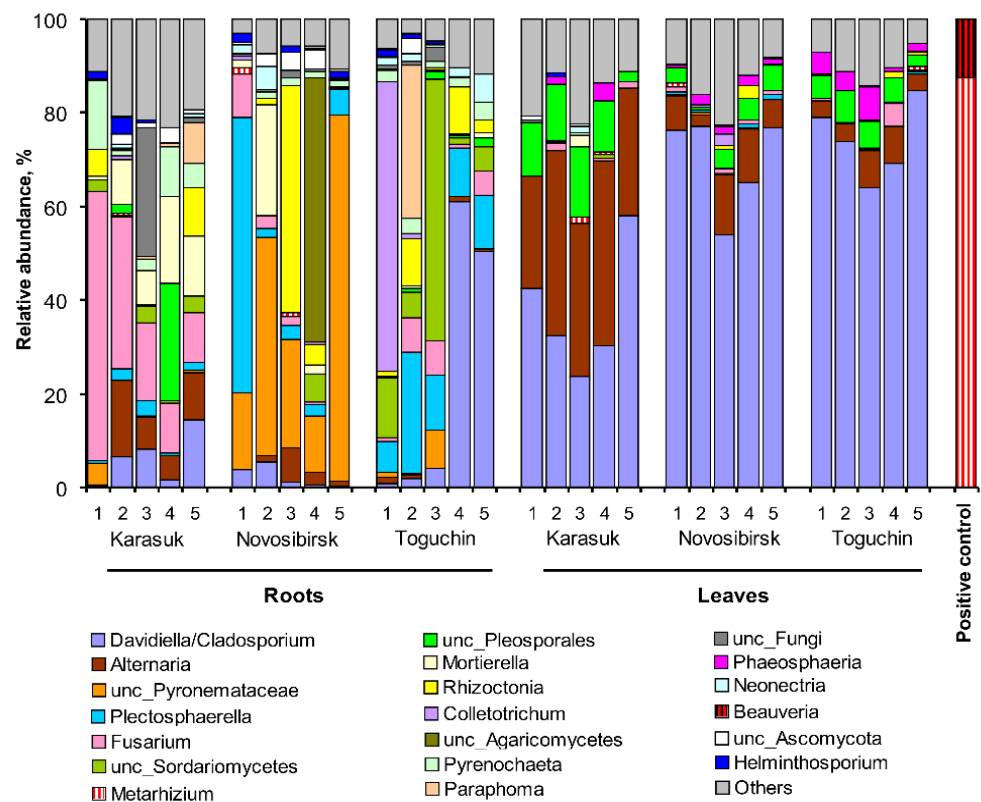 Relative abundance, %
100
80
60
40
20
0
1 2 3 4 5 1 2 3 4 5 1 2 3 4 5 1 2 3 4 5 1 2 3 4 5 1 2 3 4 5
Karasuk Novosibirsk Toguchin Karasuk Novosibirsk Toguchin
Roots Leaves
Positive control
Davidiella/Cladosporium
Alternaria
unc_Pyronemataceae
Plectosphaerella
Fusarium
unc_Sordariomycetes
Metarhizium
unc_Pleosporales
Mortierella
Rhizoctonia
Colletotrichum
unc_Agaricomycetes
Pyrenochaeta
Paraphoma
unc_Fungi
Phaeosphaeria
Neonectria
Beauveria
unc_Ascomycota
Helminthosporium
Others